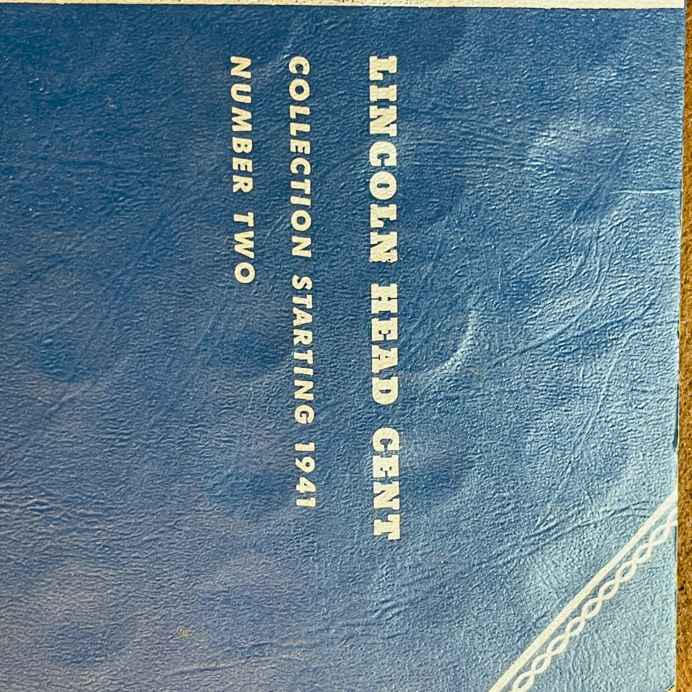 LINCOLN HEAD CENT
COLLECTION STARTING 1941
NUMBER TWO